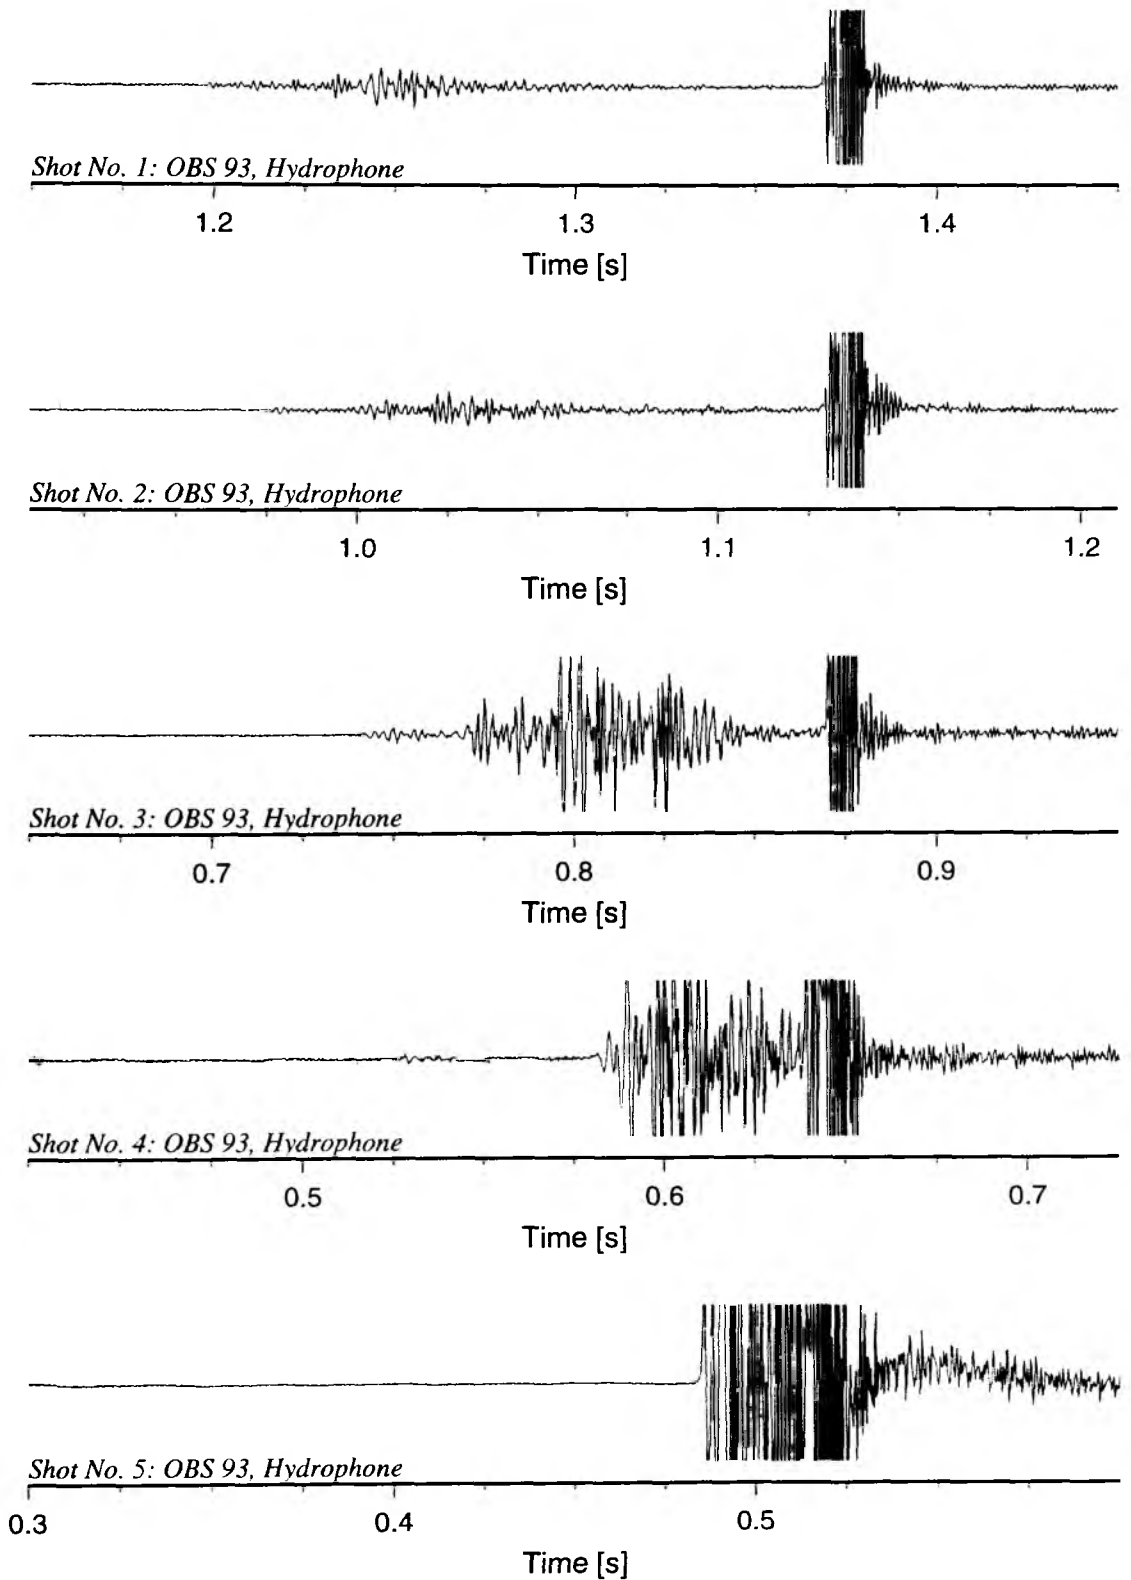 Shot No. 1: OBS 93, Hydrophone
1.2 1.3 1.4
Time [s]
Shot No. 2: OBS 93, Hydrophone
1.0 1.1 1.2
Time [s]
Shot No. 3: OBS 93, Hydrophone
0.7 0.8 0.9
Time [s]
Shot No. 4: OBS 93, Hydrophone
0.5 0.6 0.7
Time [s]
Shot No. 5: OBS 93, Hydrophone
0.3 0.4 0.5
Time [s]